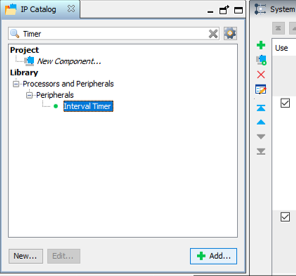 IP Catalog
System
Timer
Use
Project
New Component...
Library
Processors and Peripherals
Peripherals
Interval Timer
New...
Edit...
Add...